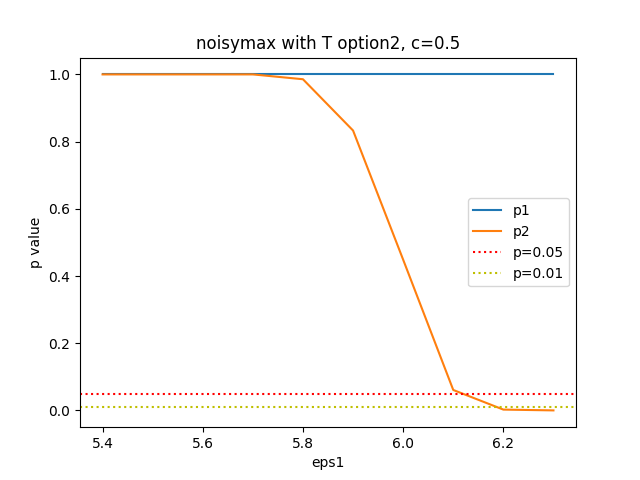 noisymax with T option2, c=0.5
p value
1.0
0.8
0.6
0.4
0.2
0.0
p1
p2
p=0.05
p=0.01
5.4 5.6 5.8 6.0 6.2
eps1